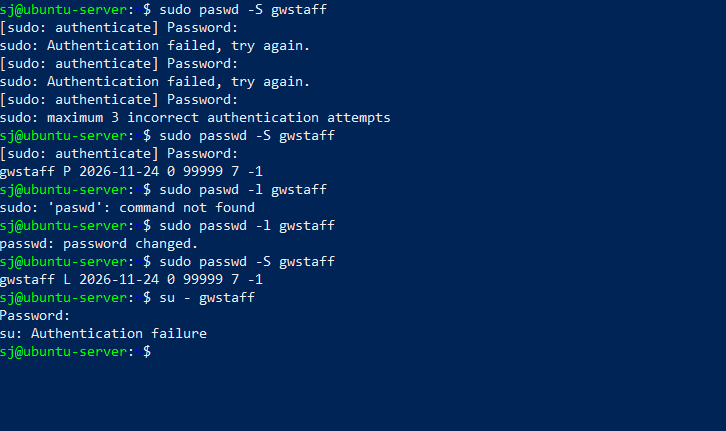 sj@ubuntu-server:~$ sudo paswd -S gwstaff
[sudo: authenticate] Password:
sudo: Authentication failed, try again.
[sudo: authenticate] Password:
sudo: Authentication failed, try again.
[sudo: authenticate] Password:
sudo: maximum 3 incorrect authentication attempts
sj@ubuntu-server:~$ sudo passwd -S gwstaff
[sudo: authenticate] Password:
gwstaff P 2026-11-24 0 99999 7 -1
sj@ubuntu-server:~$ sudo paswd -l gwstaff
sudo: 'paswd': command not found
sj@ubuntu-server:~$ sudo passwd -l gwstaff
passwd: password changed.
sj@ubuntu-server:~$ sudo passwd -S gwstaff
gwstaff L 2026-11-24 0 99999 7 -1
sj@ubuntu-server:~$ su - gwstaff
Password:
su: Authentication failure
sj@ubuntu-server:~$